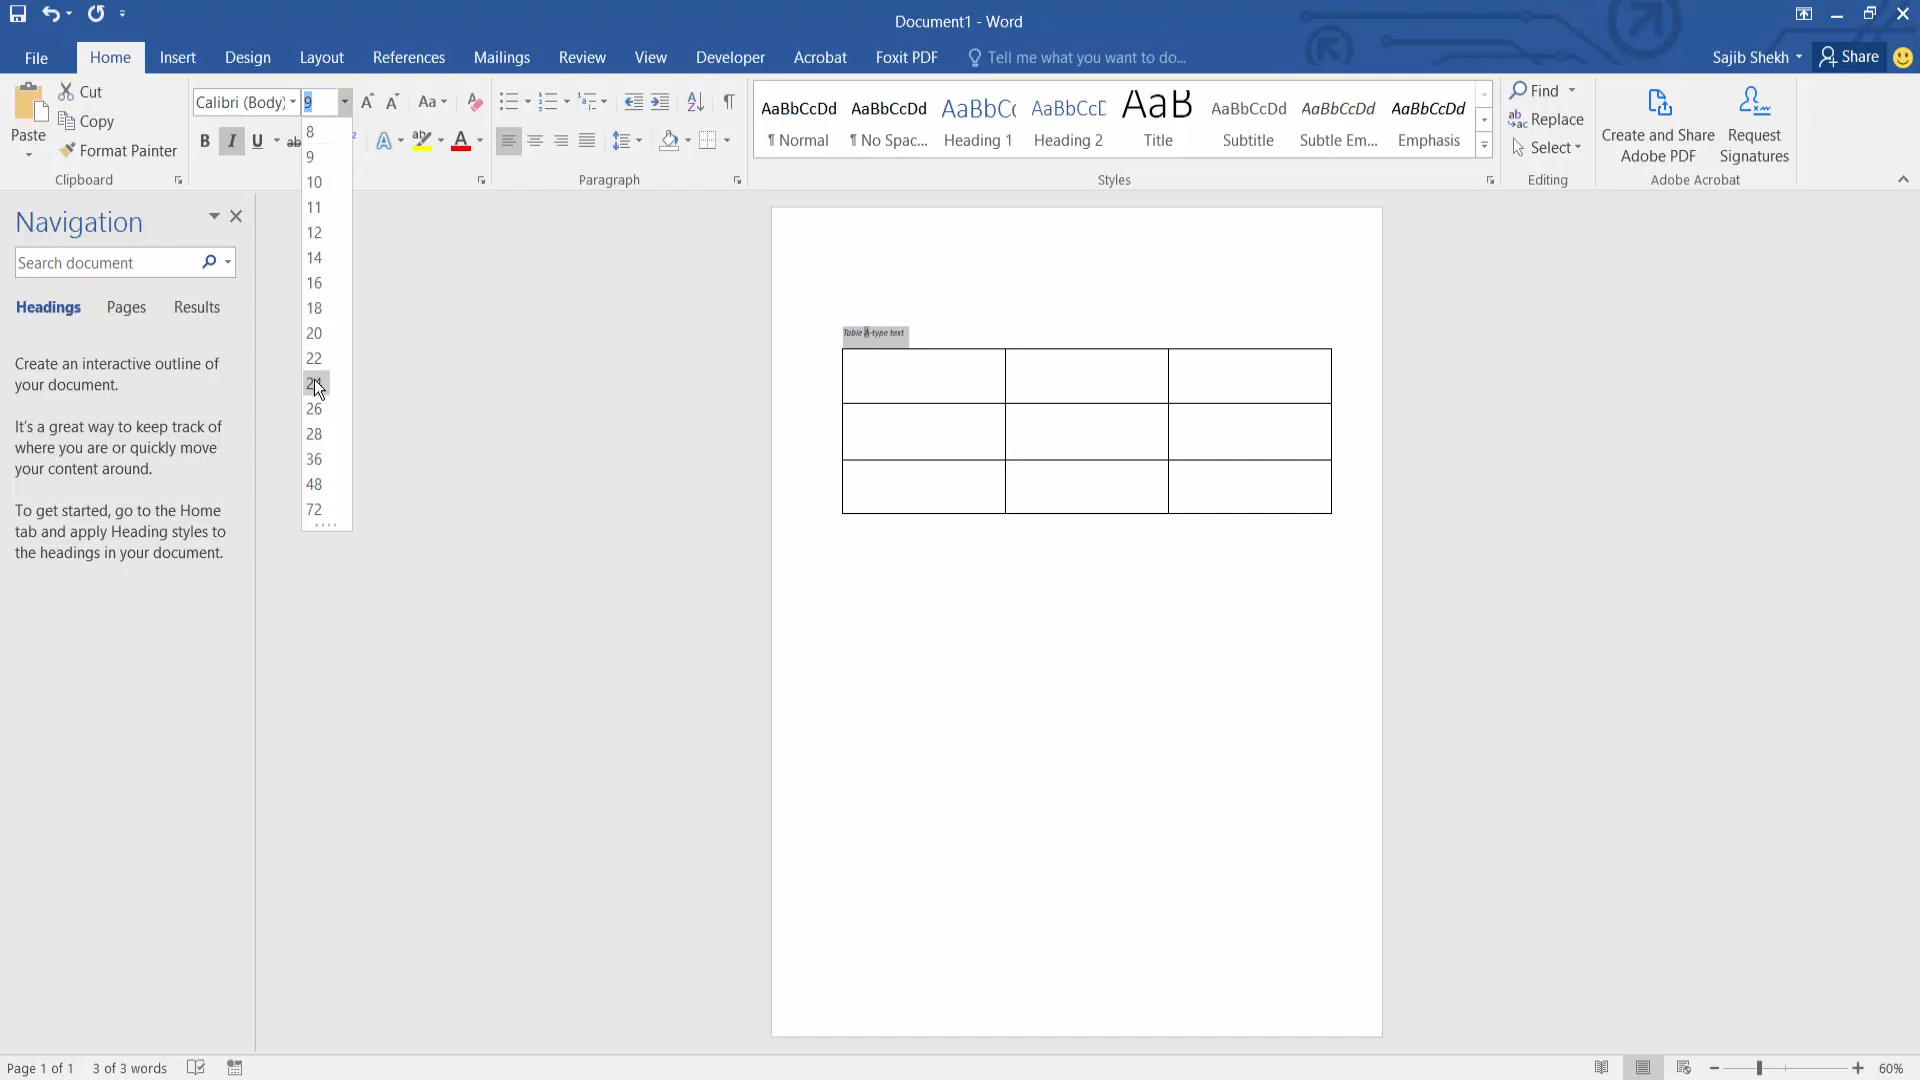 Document1 - Word
File Home Insert Design Layout References Mailings Review View Developer Acrobat Foxit PDF Tell me what you want to do... Sajib Shekh Share
Paste
Cut
Copy
Format Painter
Clipboard
Calibri (Body) 9
Paragraph
AaBbCcDd AaBbCcDd AaBbC AaBbCcD AaB AaBbCcDd AaBbCcDd AaBbCcDd
¶ Normal ¶ No Spac... Heading 1 Heading 2 Title Subtitle Subtle Em... Emphasis
Styles
Find
Replace
Select
Editing
Create and Share
Adobe PDF
Request
Signatures
Adobe Acrobat
8
9
10
11
12
14
16
18
20
22
24
26
28
36
48
72
Navigation
Search document
Headings Pages Results
Create an interactive outline of
your document.
It's a great way to keep track of
where you are or quickly move
your content around.
To get started, go to the Home
tab and apply Heading styles to
the headings in your document.
Table A-type text
Page 1 of 1 3 of 3 words 60%